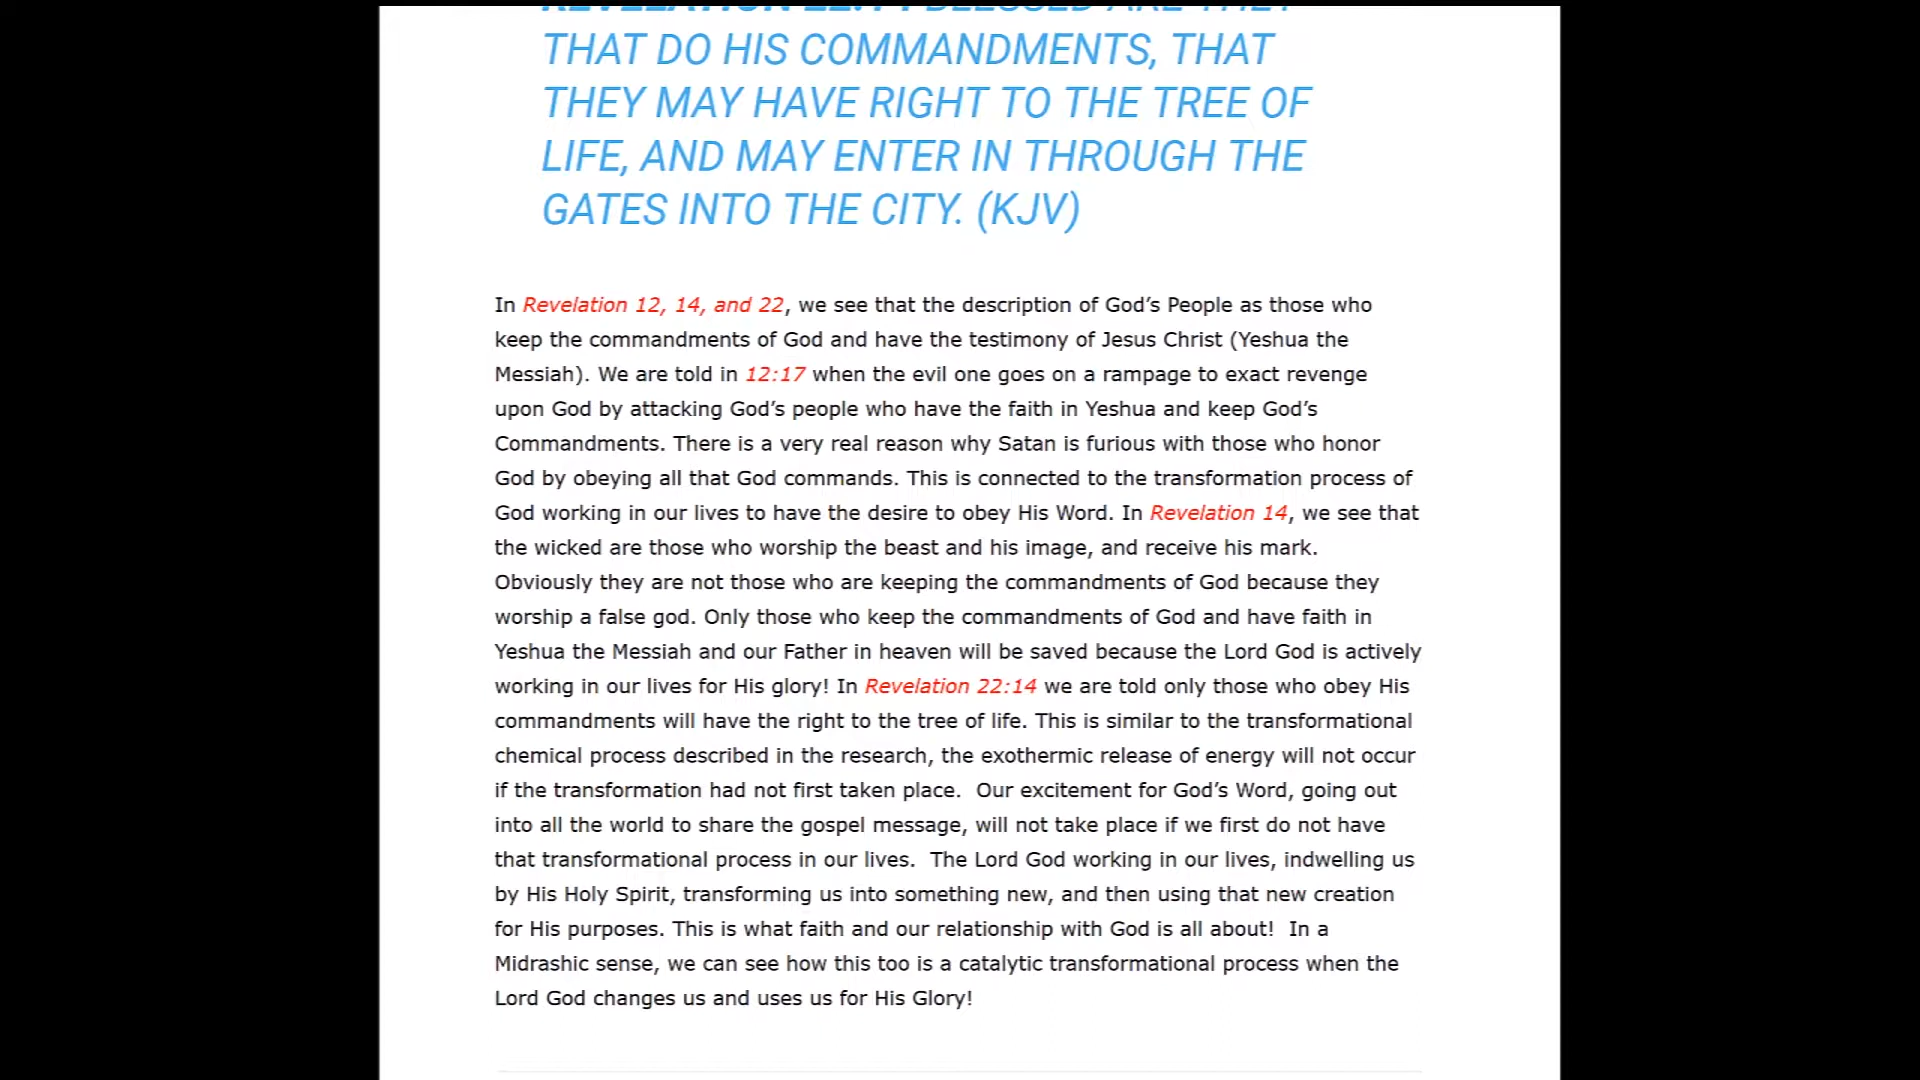 REVELATION 22:14 BLESSED ARE THEY
THAT DO HIS COMMANDMENTS, THAT
THEY MAY HAVE RIGHT TO THE TREE OF
LIFE, AND MAY ENTER IN THROUGH THE
GATES INTO THE CITY. (KJV)
In Revelation 12, 14, and 22, we see that the description of God’s People as those who
keep the commandments of God and have the testimony of Jesus Christ (Yeshua the
Messiah). We are told in 12:17 when the evil one goes on a rampage to exact revenge
upon God by attacking God’s people who have the faith in Yeshua and keep God’s
Commandments. There is a very real reason why Satan is furious with those who honor
God by obeying all that God commands. This is connected to the transformation process of
God working in our lives to have the desire to obey His Word. In Revelation 14, we see that
the wicked are those who worship the beast and his image, and receive his mark.
Obviously they are not those who are keeping the commandments of God because they
worship a false god. Only those who keep the commandments of God and have faith in
Yeshua the Messiah and our Father in heaven will be saved because the Lord God is actively
working in our lives for His glory! In Revelation 22:14 we are told only those who obey His
commandments will have the right to the tree of life. This is similar to the transformational
chemical process described in the research, the exothermic release of energy will not occur
if the transformation had not first taken place.  Our excitement for God’s Word, going out
into all the world to share the gospel message, will not take place if we first do not have
that transformational process in our lives.  The Lord God working in our lives, indwelling us
by His Holy Spirit, transforming us into something new, and then using that new creation
for His purposes. This is what faith and our relationship with God is all about!  In a
Midrashic sense, we can see how this too is a catalytic transformational process when the
Lord God changes us and uses us for His Glory!